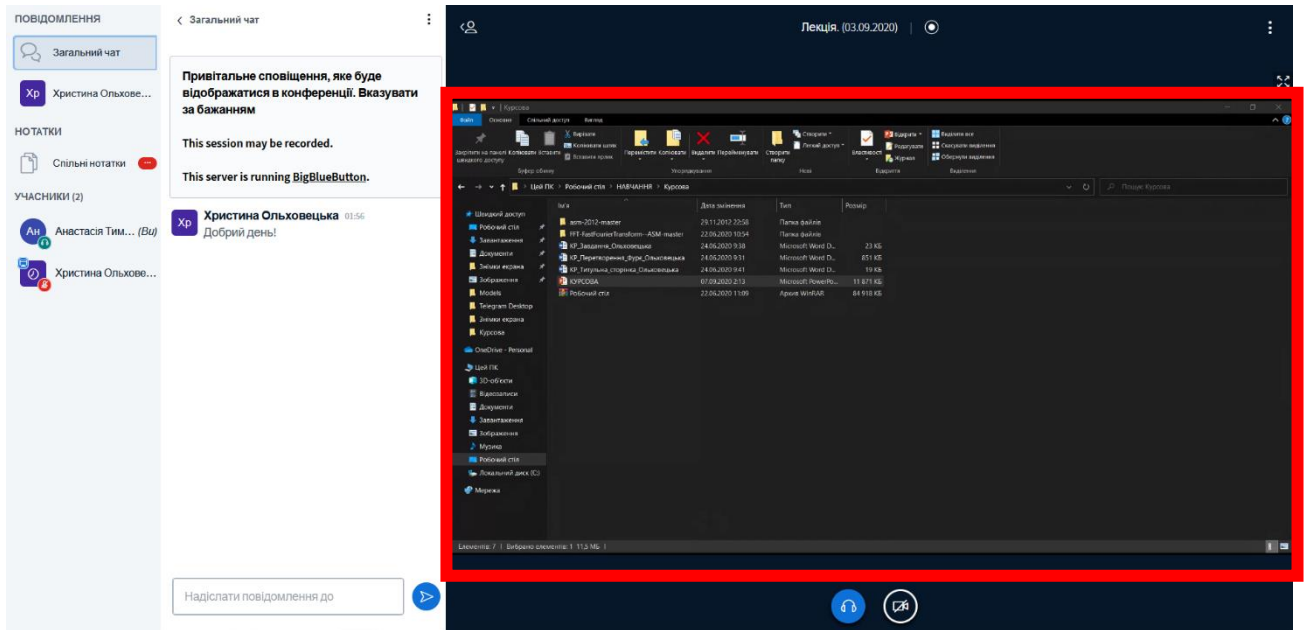 ПОВІДОМЛЕННЯ
Загальний чат
Хр Христина Ольхове...
НОТАТКИ
Спільні нотатки
УЧАСНИКИ (2)
Ан Анастасія Тим... (Ви)
Христина Ольхове...
Загальний чат
Привітальне сповіщення, яке буде
відображатися в конференції. Вказувати
за бажанням
This session may be recorded.
This server is running BigBlueButton.
Хр Христина Ольховецька 01:56
Добрий день!
Надіслати повідомлення до
Лекція. (03.09.2020)
Курсова
Файл Основне Спільний доступ Вигляд
Вирізати
Копіювати шлях
Вставити ярлик
Перемістити Копіювати Видалити Перейменувати
Створити папку
Створити
Легкий доступ
Властивості
Відкрити
Редагувати
Журнал
Виділити все
Скасувати виділення
Обернути виділення
Буфер обміну Упорядкування Нове Відкрити Виділення
Цей ПК Робочий стіл НАВЧАННЯ Курсова
Пошук: Курсова
Ім'я Дата змінення Тип Розмір
asm-2012-master 29.11.2012 22:58 Папка файлів
FFT-FastFourierTransform--ASM-master 22.06.2020 10:54 Папка файлів
КР_Завдання_Ольховецька 24.06.2020 9:38 Microsoft Word D... 23 КБ
КР_Перетворення_Фур'є_Ольховецька 24.06.2020 9:31 Microsoft Word D... 851 КБ
КР_Титульна_сторінка_Ольховецька 24.06.2020 9:41 Microsoft Word D... 19 КБ
КУРСОВА 07.09.2020 2:13 Microsoft PowerPo... 11 871 КБ
Робочий стіл 22.06.2020 11:09 Архив WinRAR 84 918 КБ
Швидкий доступ
Робочий стіл
Завантаження
Документи
Знімки екрана
Зображення
Models
Telegram Desktop
Знімки екрана
Курсова
OneDrive - Personal
Цей ПК
3D-об'єкти
Відеозаписи
Документи
Завантаження
Зображення
Музика
Робочий стіл
Локальний диск (C:)
Мережа
Елементів: 7 Вибрано елементів: 1 11,5 МБ